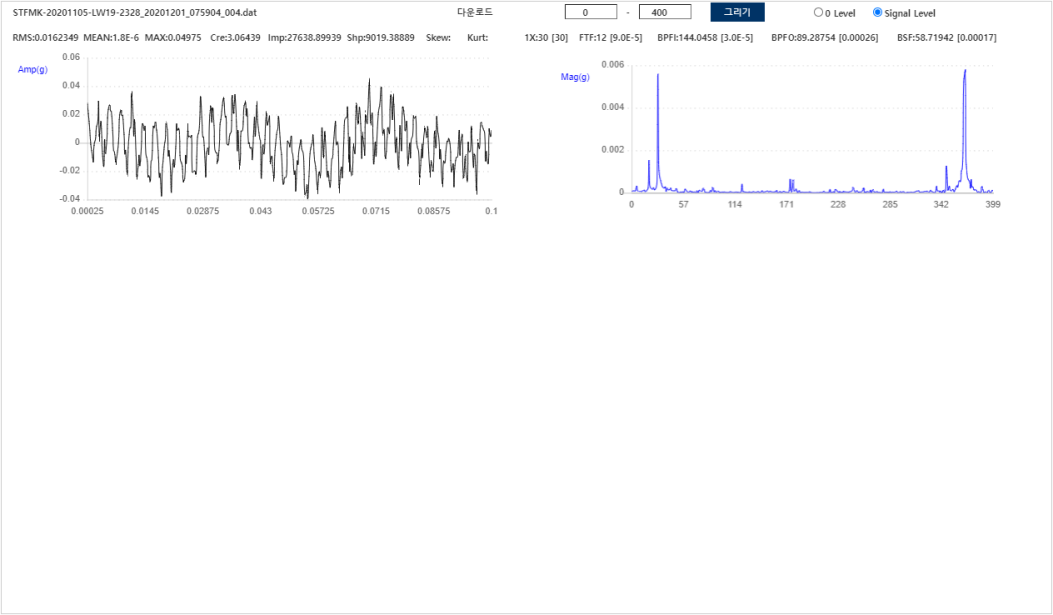 STFMK-20201105-LW19-2328_20201201_075904_004.dat 다운로드 0 - 400 그리기 0 Level Signal Level
RMS:0.0162349 MEAN:1.8E-6 MAX:0.04975 Cre:3.06439 Imp:27638.89939 Shp:9019.38889 Skew: Kurt: 1X:30 [30] FTF:12 [9.0E-5] BPFI:144.0458 [3.0E-5] BPFO:89.28754 [0.00026] BSF:58.71942 [0.00017]
Amp(g)
0.06
0.04
0.02
0
-0.02
-0.04
0.00025 0.0145 0.02875 0.043 0.05725 0.0715 0.08575 0.1
Mag(g)
0.006
0.004
0.002
0
0 57 114 171 228 285 342 399